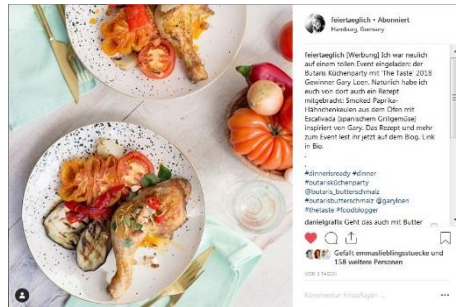 feiertaeglich • Abonniert
Hamburg, Germany
feiertaeglich [Werbung] Ich war neulich
auf einem tollen Event eingeladen: der
Butaris Küchenparty mit 'The Taste' 2018
Gewinner Gary Loen. Natürlich habe ich
euch von dort auch ein Rezept
mitgebracht: Smoked Paprika-
Hähnchenkeulen aus dem Ofen mit
Escalivada (spanischem Grillgemüse)
inspiriert von Gary. Das Rezept und mehr
zum Event lest ihr jetzt auf dem Blog. Link
in Bio.
.
.
#dinnerisready #dinner
#butarisküchenparty
@butaris_butterschmalz
#butarisbutterschmalz @garyloen
#thetaste #foodblogger
danielgrafix Geht das auch mit Butter
Gefällt emmaslieblingsstuecke und
158 weitere Personen
VOR 3 TAGEN
Kommentar hinzufügen ...